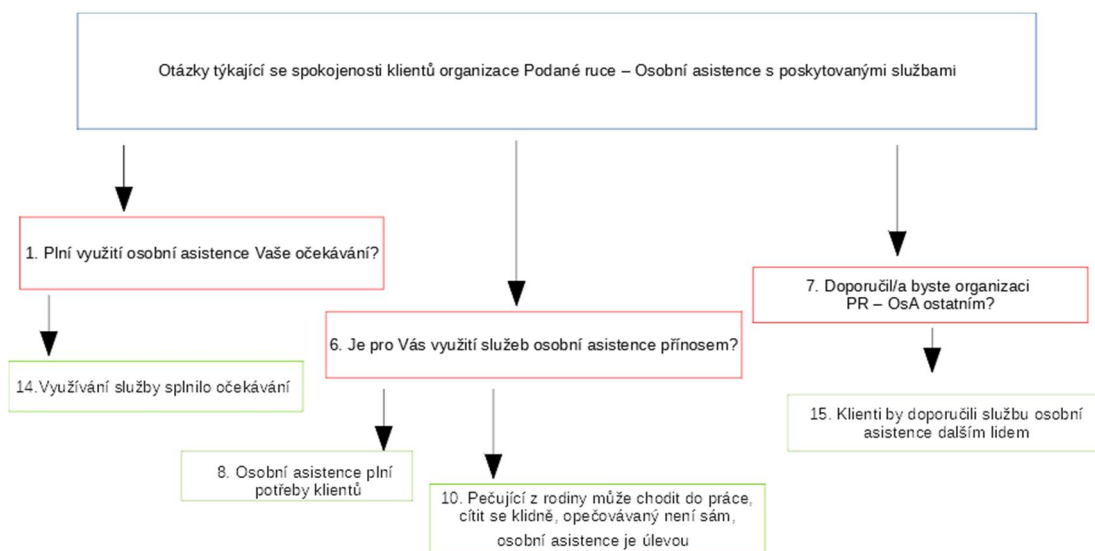 Otázky týkající se spokojenosti klientů organizace Podané ruce – Osobní asistence s poskytovanými službami
1. Plní využití osobní asistence Vaše očekávání?
7. Doporučil/a byste organizaci
PR – OsA ostatním?
6. Je pro Vás využití služeb osobní asistence přínosem?
14.Využívání služby splnilo očekávání
15. Klienti by doporučili službu osobní
asistence dalším lidem
8. Osobní asistence plní
potřeby klientů
10. Pečující z rodiny může chodit do práce,
cítit se klidně, opečovávaný není sám,
osobní asistence je úlevou